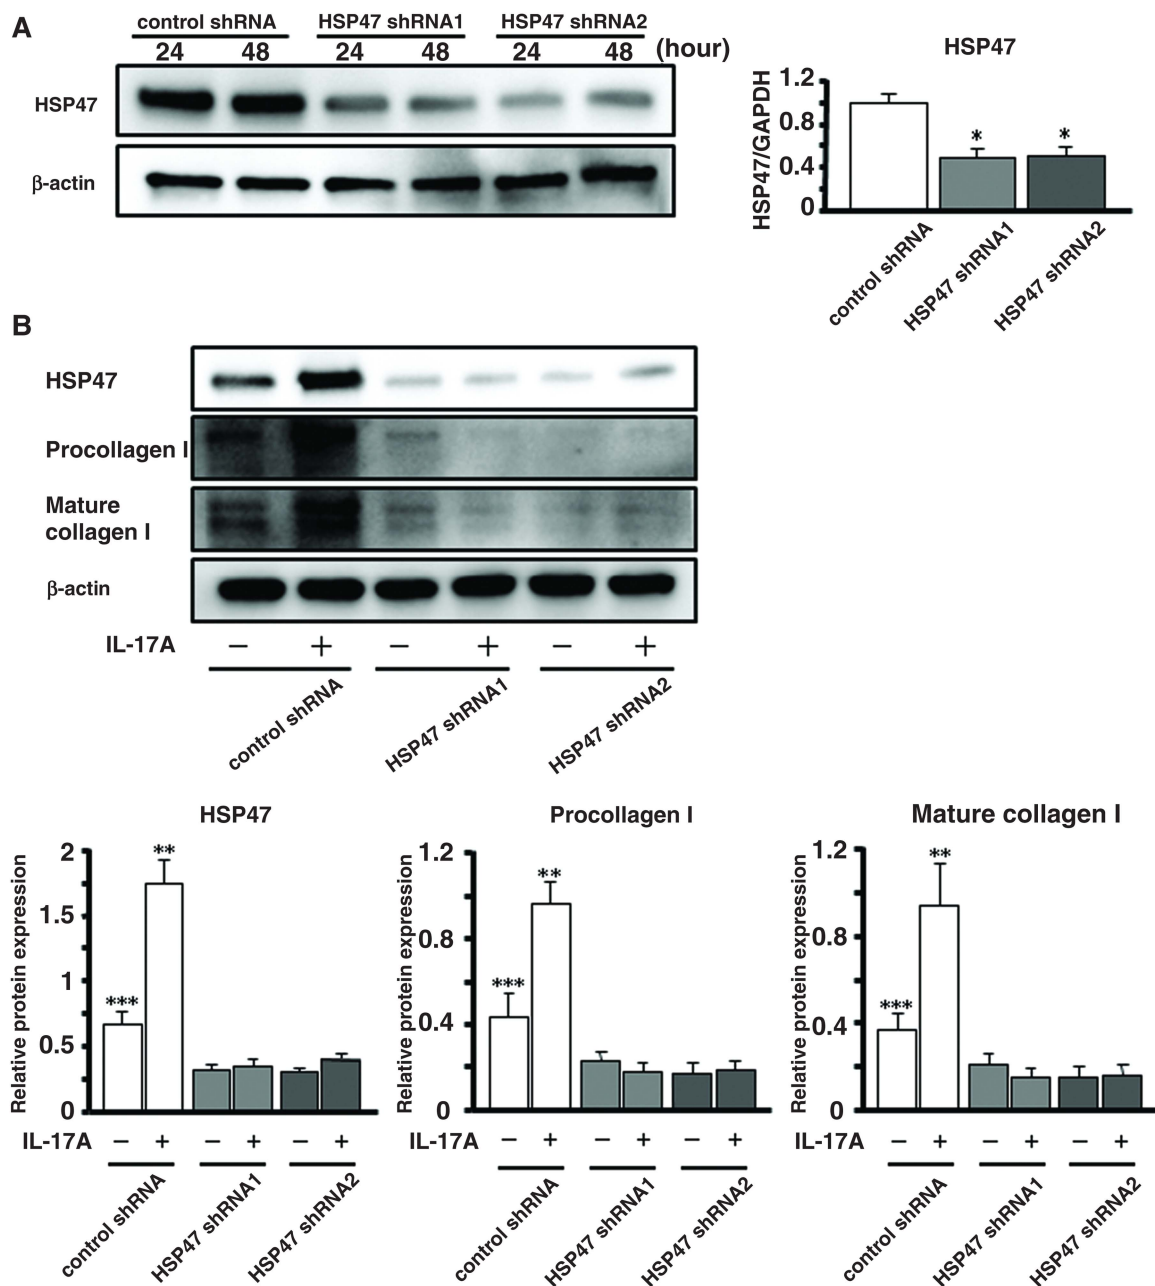 A
control shRNA HSP47 shRNA1 HSP47 shRNA2
24 48 24 48 24 48 (hour)
HSP47
β-actin
HSP47
HSP47/GAPDH
1.2
0.8
0.4
0
*
*
control shRNA
HSP47 shRNA1
HSP47 shRNA2
B
HSP47
Procollagen I
Mature
collagen I
β-actin
IL-17A − + − + − +
control shRNA
HSP47 shRNA1
HSP47 shRNA2
HSP47
Relative protein expression
2
1.5
1
0.5
0
***
**
IL-17A − + − + − +
control shRNA
HSP47 shRNA1
HSP47 shRNA2
Procollagen I
Relative protein expression
1.2
0.8
0.4
0
***
**
IL-17A − + − + − +
control shRNA
HSP47 shRNA1
HSP47 shRNA2
Mature collagen I
Relative protein expression
1.2
0.8
0.4
0
***
**
IL-17A − + − + − +
control shRNA
HSP47 shRNA1
HSP47 shRNA2